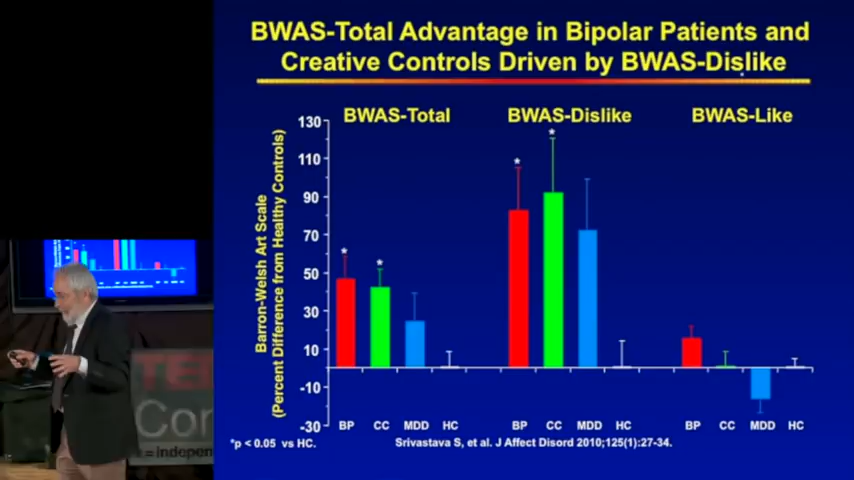 BWAS-Total Advantage in Bipolar Patients and
Creative Controls Driven by BWAS-Dislike
BWAS-Total
BWAS-Dislike
BWAS-Like
Barron-Welsh Art Scale
(Percent Difference from Healthy Controls)
130
110
90
70
50
30
10
-10
-30
* * * *
BP CC MDD HC
BP CC MDD HC
BP CC MDD HC
*p < 0.05 vs HC.
Srivastava S, et al. J Affect Disord 2010;125(1):27-34.
= indepen